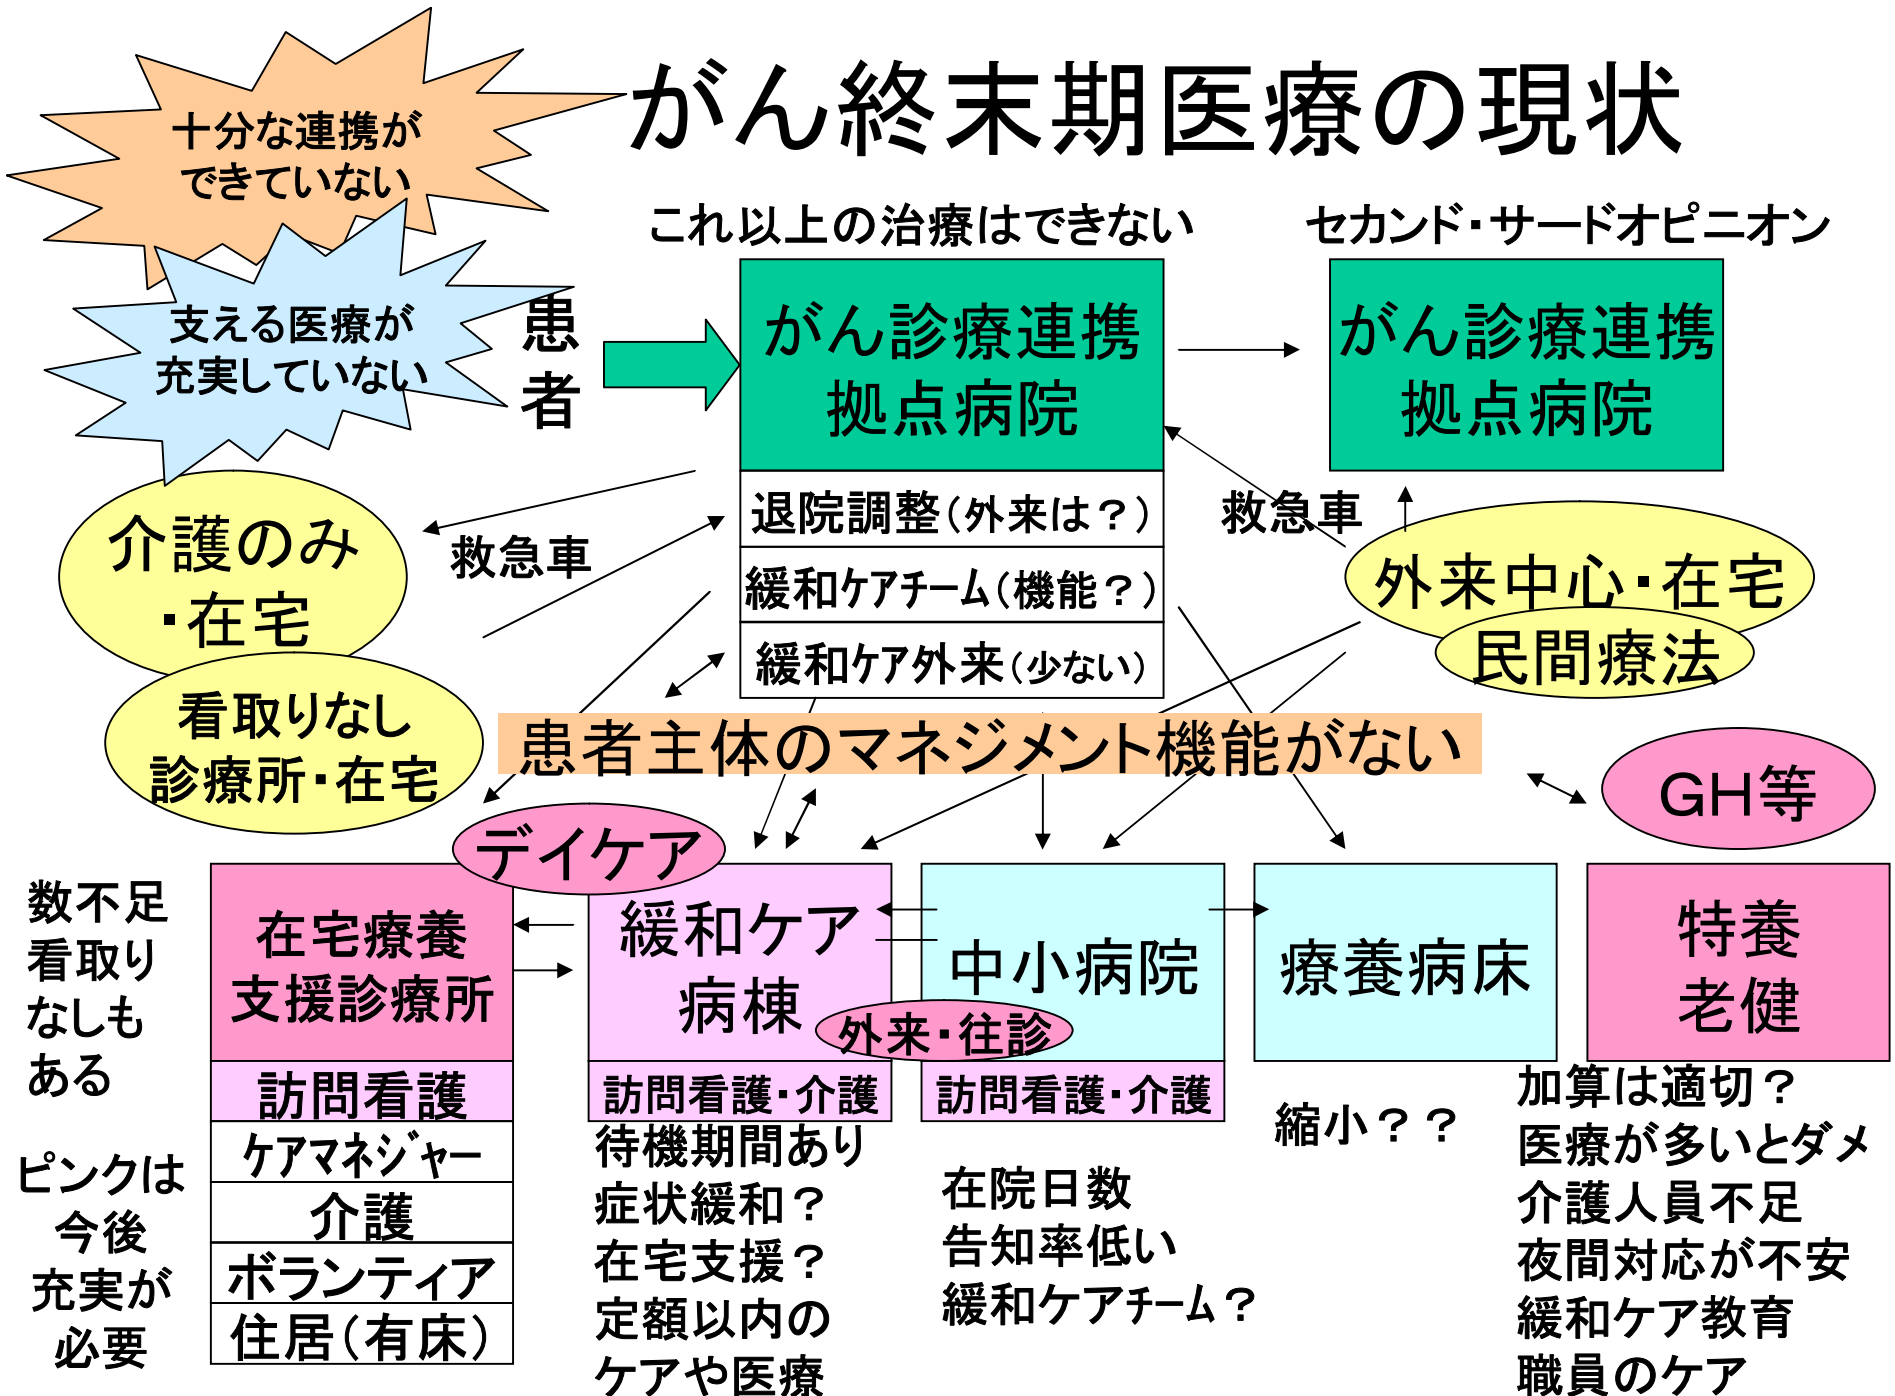 がん終末期医療の現状
十分な連携が
できていない
支える医療が
充実していない
患
者
これ以上の治療はできない
セカンド・サードオピニオン
がん診療連携
拠点病院
がん診療連携
拠点病院
退院調整（外来は？）
緩和ｹｱﾁｰﾑ（機能？）
緩和ｹｱ外来（少ない）
救急車
救急車
介護のみ
・在宅
看取りなし
診療所・在宅
外来中心・在宅
民間療法
患者主体のマネジメント機能がない
GH等
デイケア
在宅療養
支援診療所
訪問看護
ｹｱマネｼﾞｬー
介護
ボランティア
住居（有床）
緩和ケア
病棟
外来・往診
訪問看護・介護
中小病院
訪問看護・介護
療養病床
特養
老健
数不足
看取り
なしも
ある
ピンクは
今後
充実が
必要
待機期間あり
症状緩和？
在宅支援？
定額以内の
ケアや医療
在院日数
告知率低い
緩和ケアﾁｰﾑ？
縮小？？
加算は適切？
医療が多いとダメ
介護人員不足
夜間対応が不安
緩和ケア教育
職員のケア